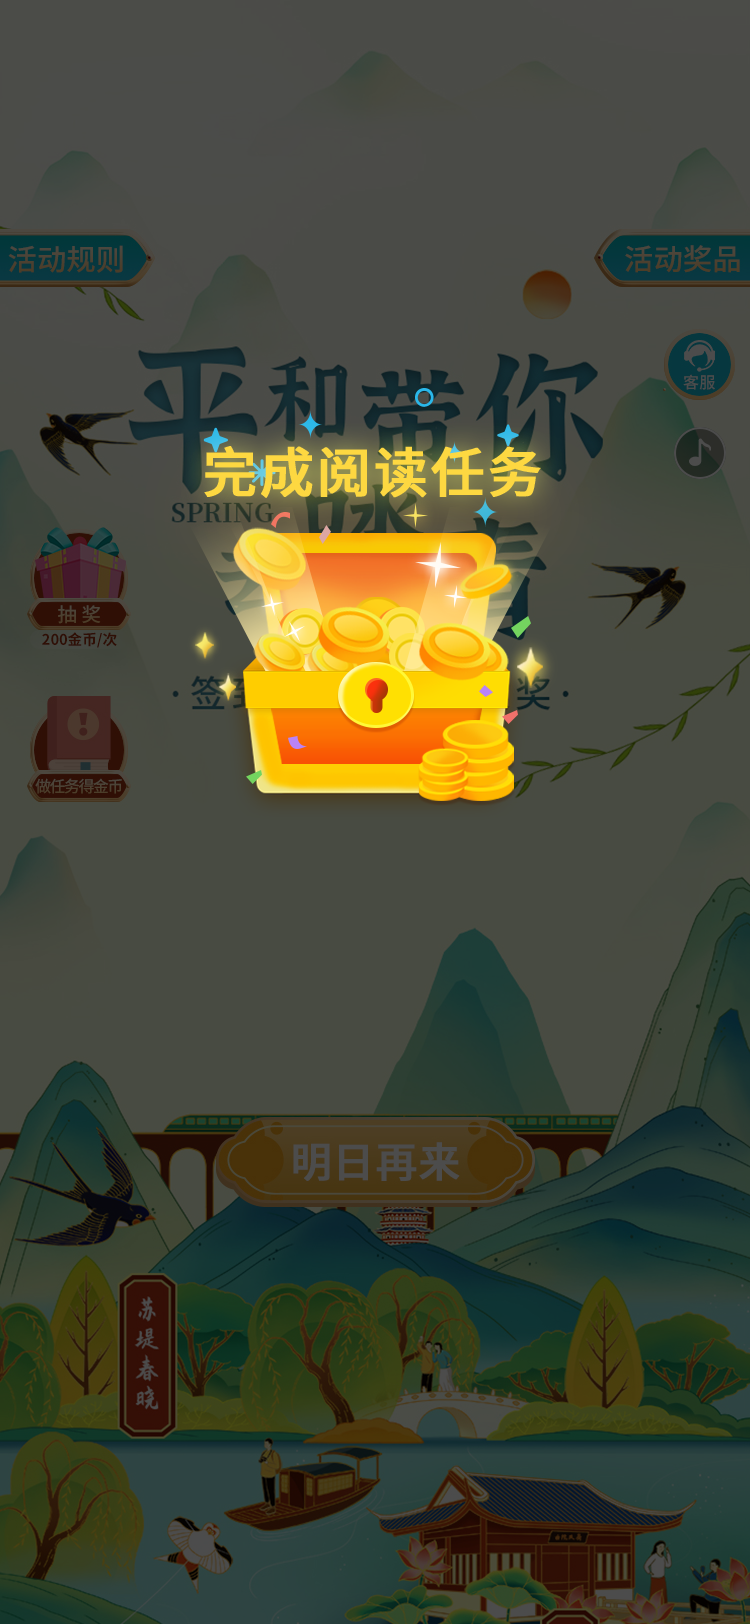 活动规则
活动奖品
客服
平和带你
完成阅读任务
SPRING
抽奖
200金币/次
签
奖
做任务得金币
明日再来
苏堤春晓